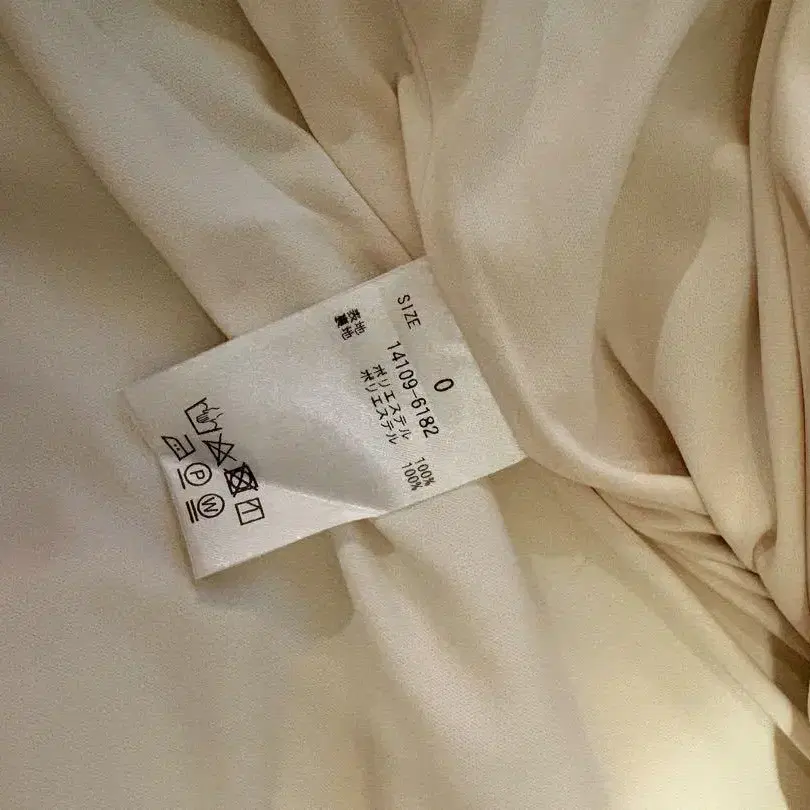 SIZE 0
14109-6182
表地 ポリエステル 100%
裏地 ポリエステル 100%
P
W